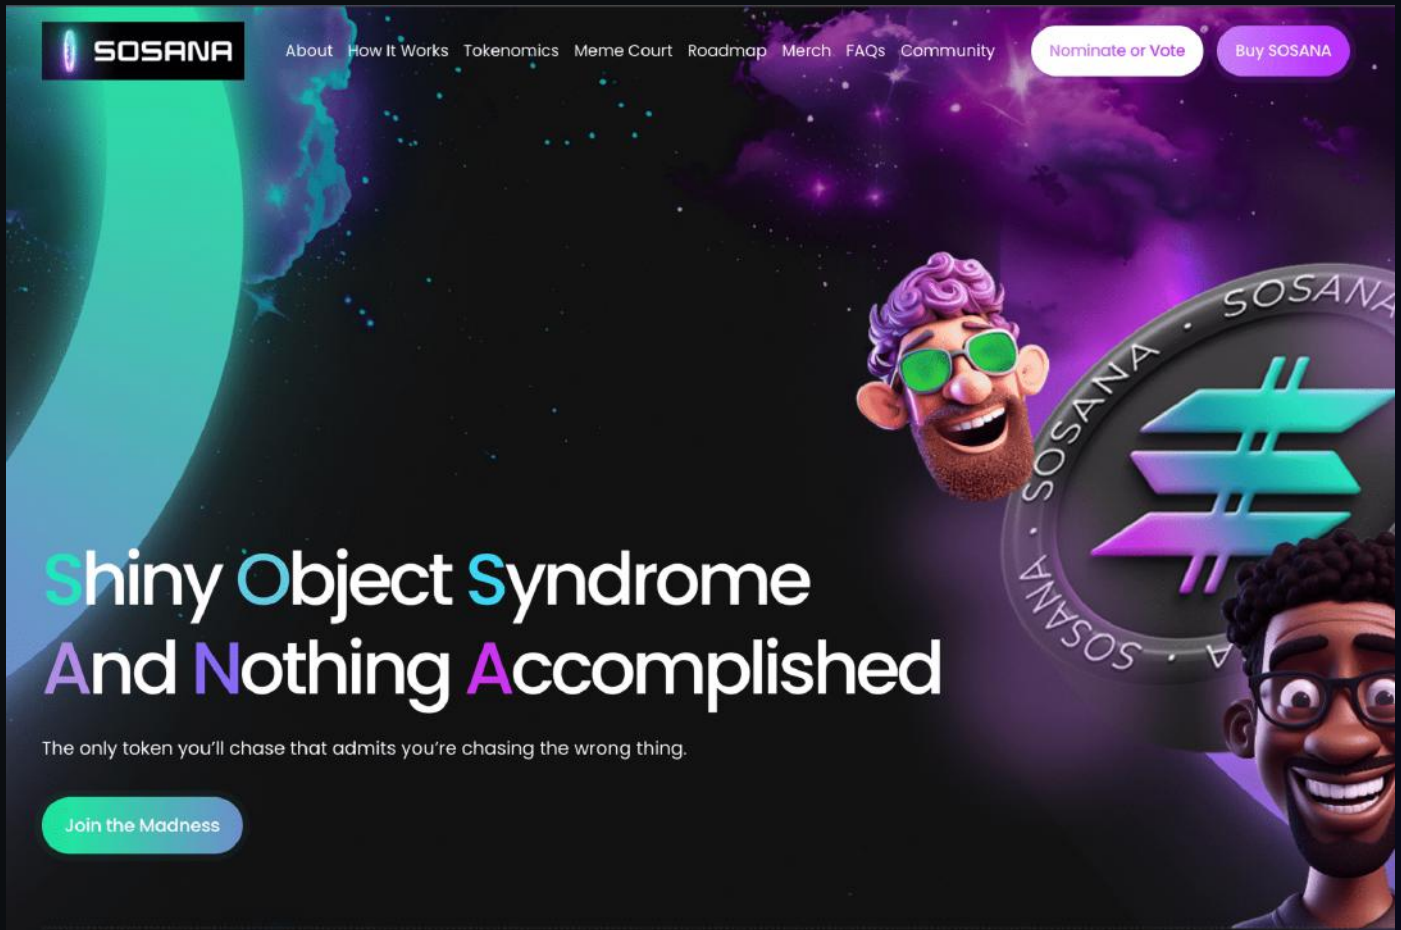 SOSANA
About How It Works Tokenomics Meme Court Roadmap Merch FAQs Community
Nominate or Vote
Buy SOSANA
SOSANA · SOSANA · SOSANA · A
Shiny Object Syndrome
And Nothing Accomplished
The only token you'll chase that admits you're chasing the wrong thing.
Join the Madness